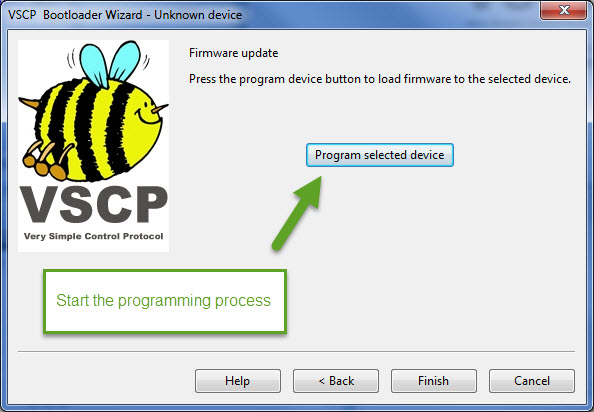 VSCP Bootloader Wizard - Unknown device
Firmware update
Press the program device button to load firmware to the selected device.
Program selected device
VSCP
Very Simple Control Protocol
Start the programming process
Help
< Back
Finish
Cancel